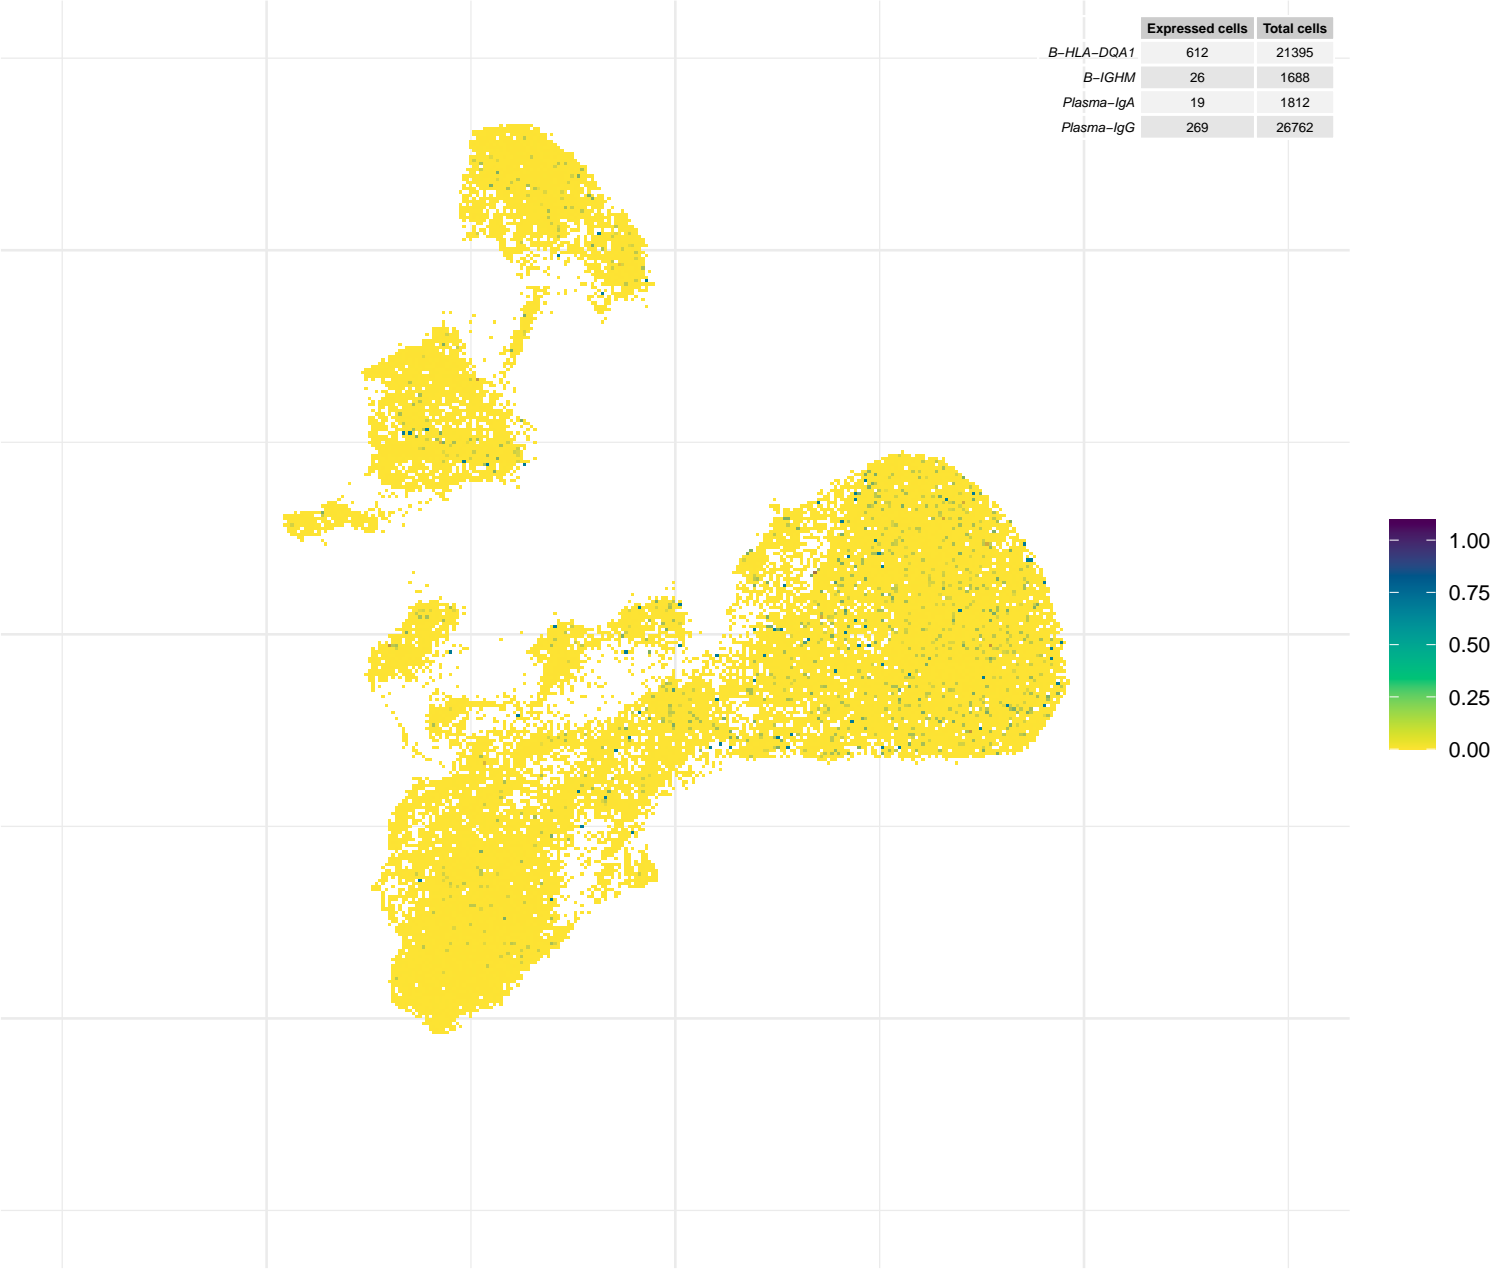 Expressed cells Total cells
B−HLA−DQA1 612 21395
B−IGHM 26 1688
Plasma−IgA 19 1812
Plasma−IgG 269 26762
1.00
0.75
0.50
0.25
0.00